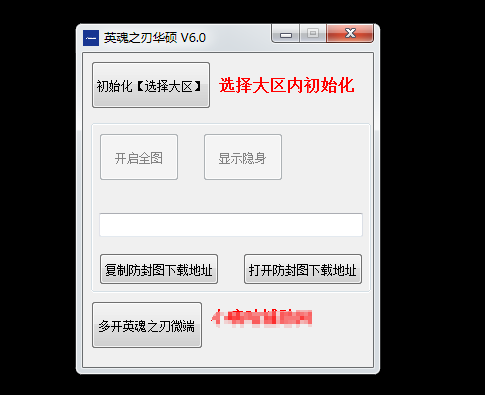 英魂之刃华硕 V6.0
初始化【选择大区】 选择大区内初始化
开启全图 显示隐身
复制防封图下载地址 打开防封图下载地址
多开英魂之刃微端